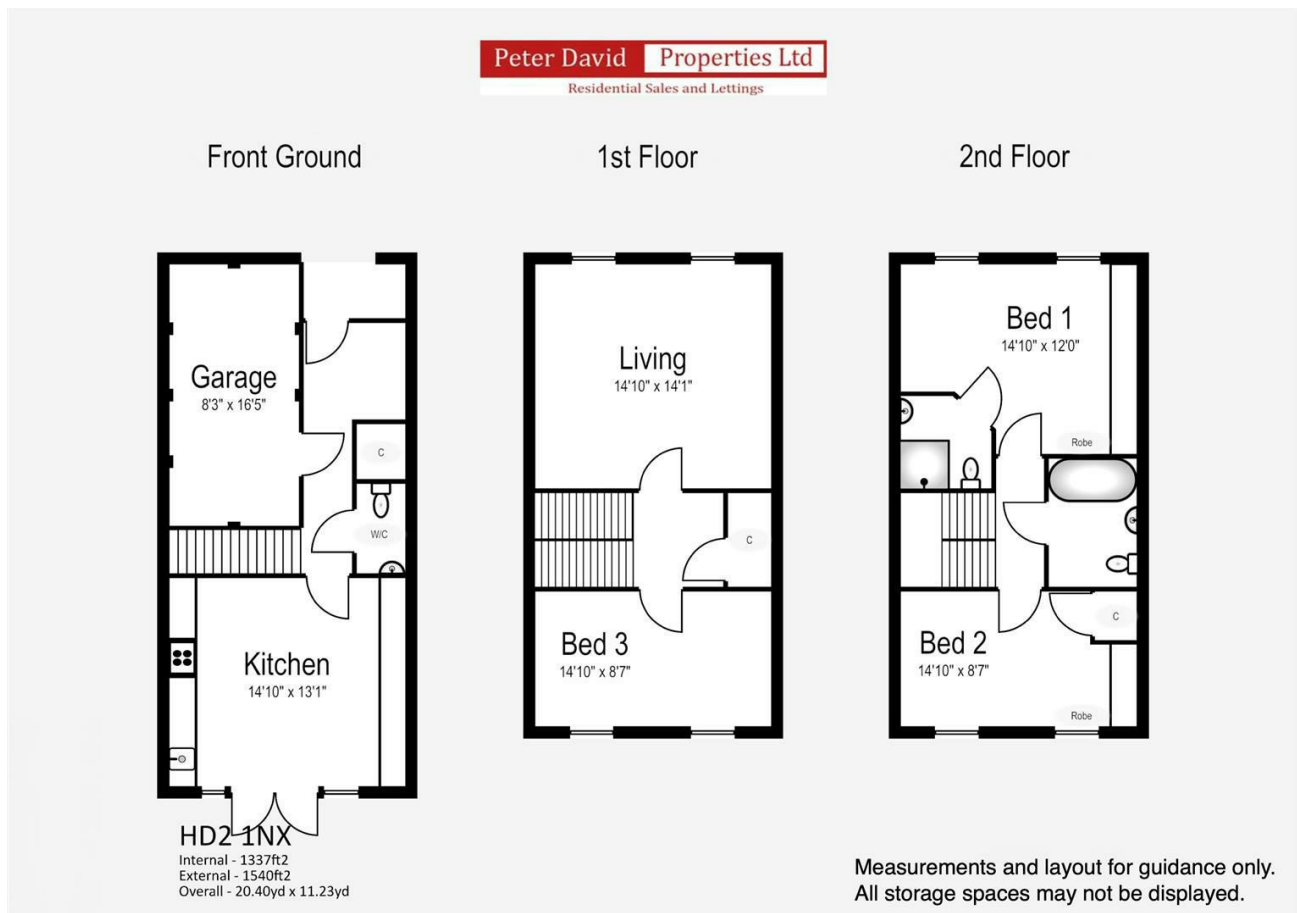 Peter David Properties Ltd
Residential Sales and Lettings
Front Ground
1st Floor
2nd Floor
Garage
8'3" x 16'5"
C
W/C
Kitchen
14'10" x 13'1"
Living
14'10" x 14'1"
C
Bed 3
14'10" x 8'7"
Bed 1
14'10" x 12'0"
Robe
C
Bed 2
14'10" x 8'7"
Robe
HD2 1NX
Internal - 1337ft2
External - 1540ft2
Overall - 20.40yd x 11.23yd
Measurements and layout for guidance only.
All storage spaces may not be displayed.